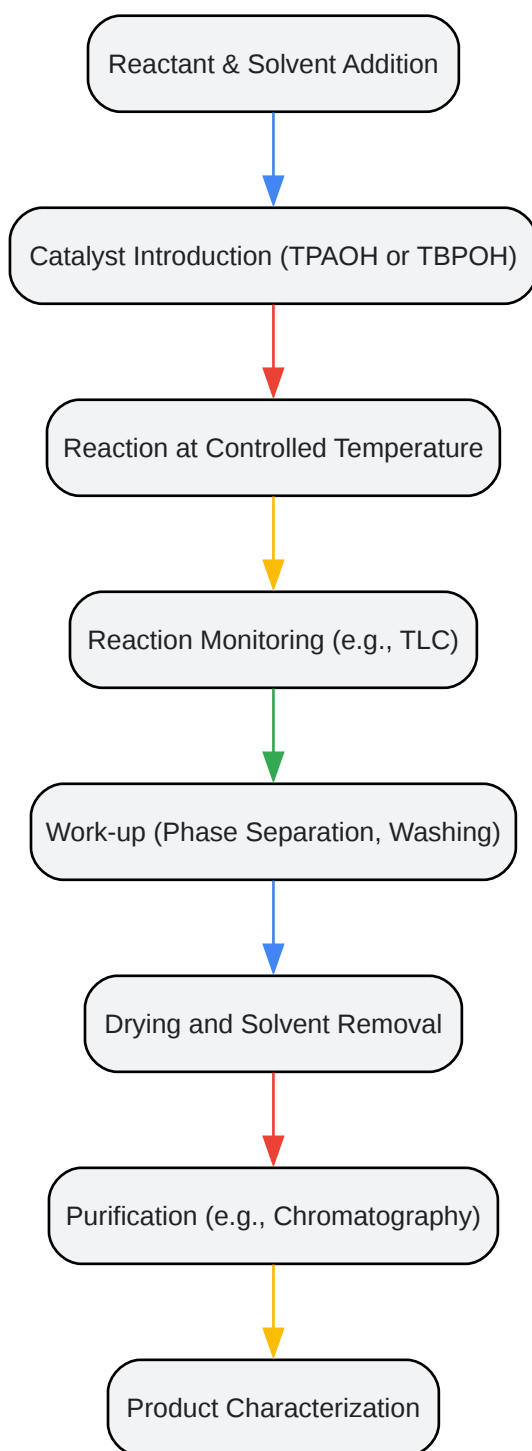 Reactant & Solvent Addition
Catalyst Introduction (TPAOH or TBPOH)
Reaction at Controlled Temperature
Reaction Monitoring (e.g., TLC)
Work-up (Phase Separation, Washing)
Drying and Solvent Removal
Purification (e.g., Chromatography)
Product Characterization